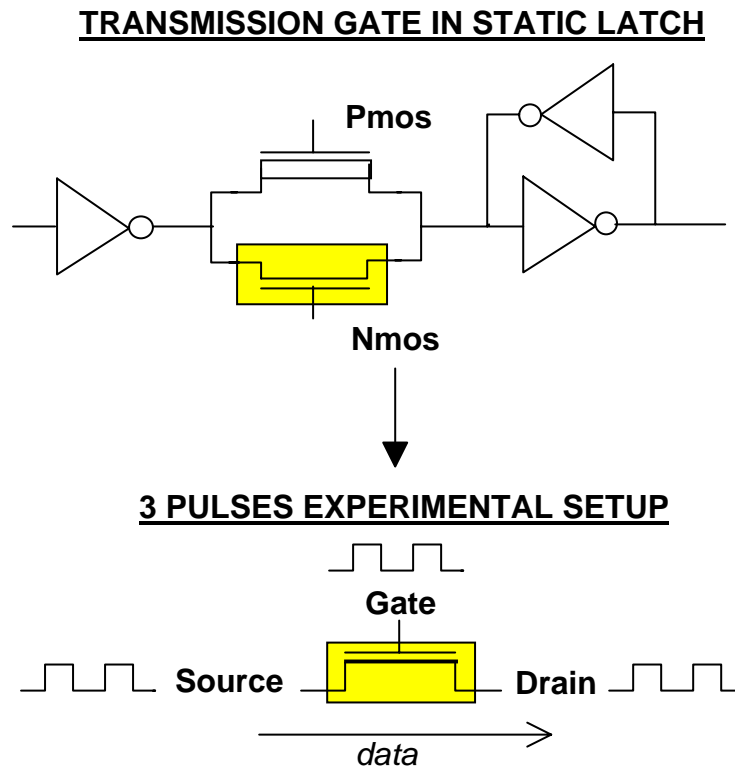 TRANSMISSION GATE IN STATIC LATCH
Pmos
Nmos
3 PULSES EXPERIMENTAL SETUP
Gate
Source
Drain
data